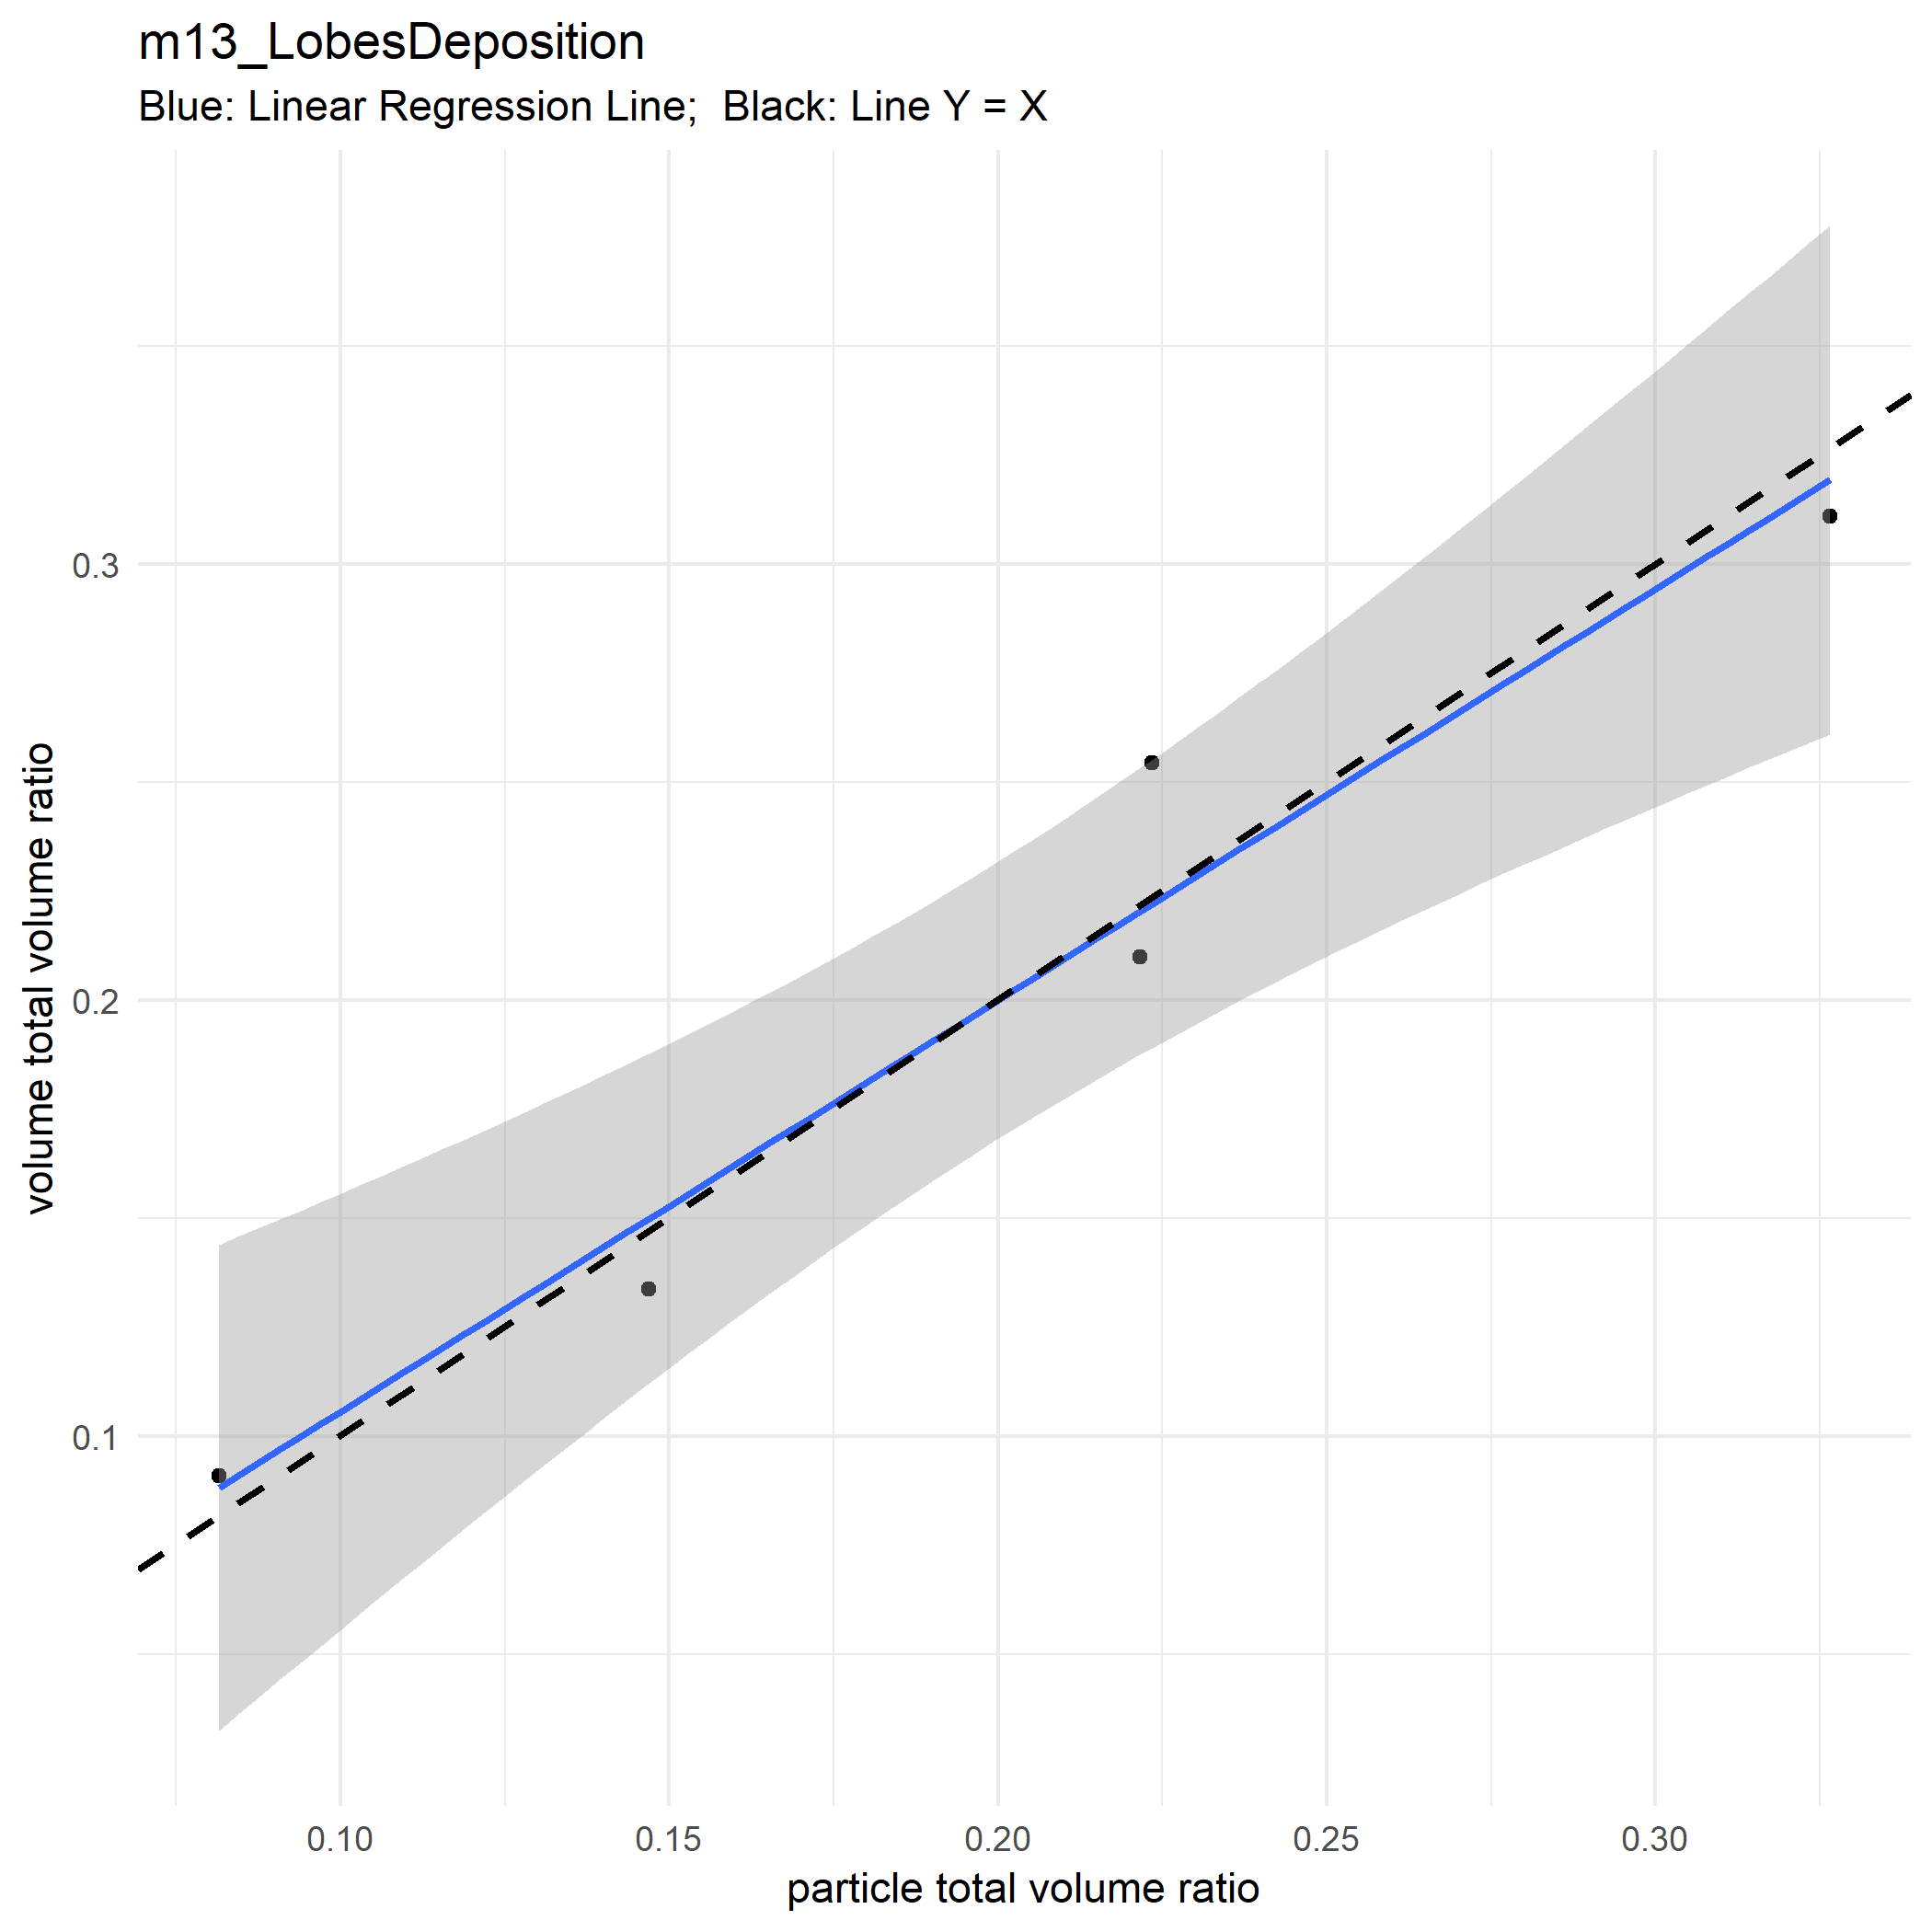 m13_LobesDeposition
Blue: Linear Regression Line;  Black: Line Y = X
volume total volume ratio
0.3
0.2
0.1
0.10
0.15
0.20
0.25
0.30
particle total volume ratio